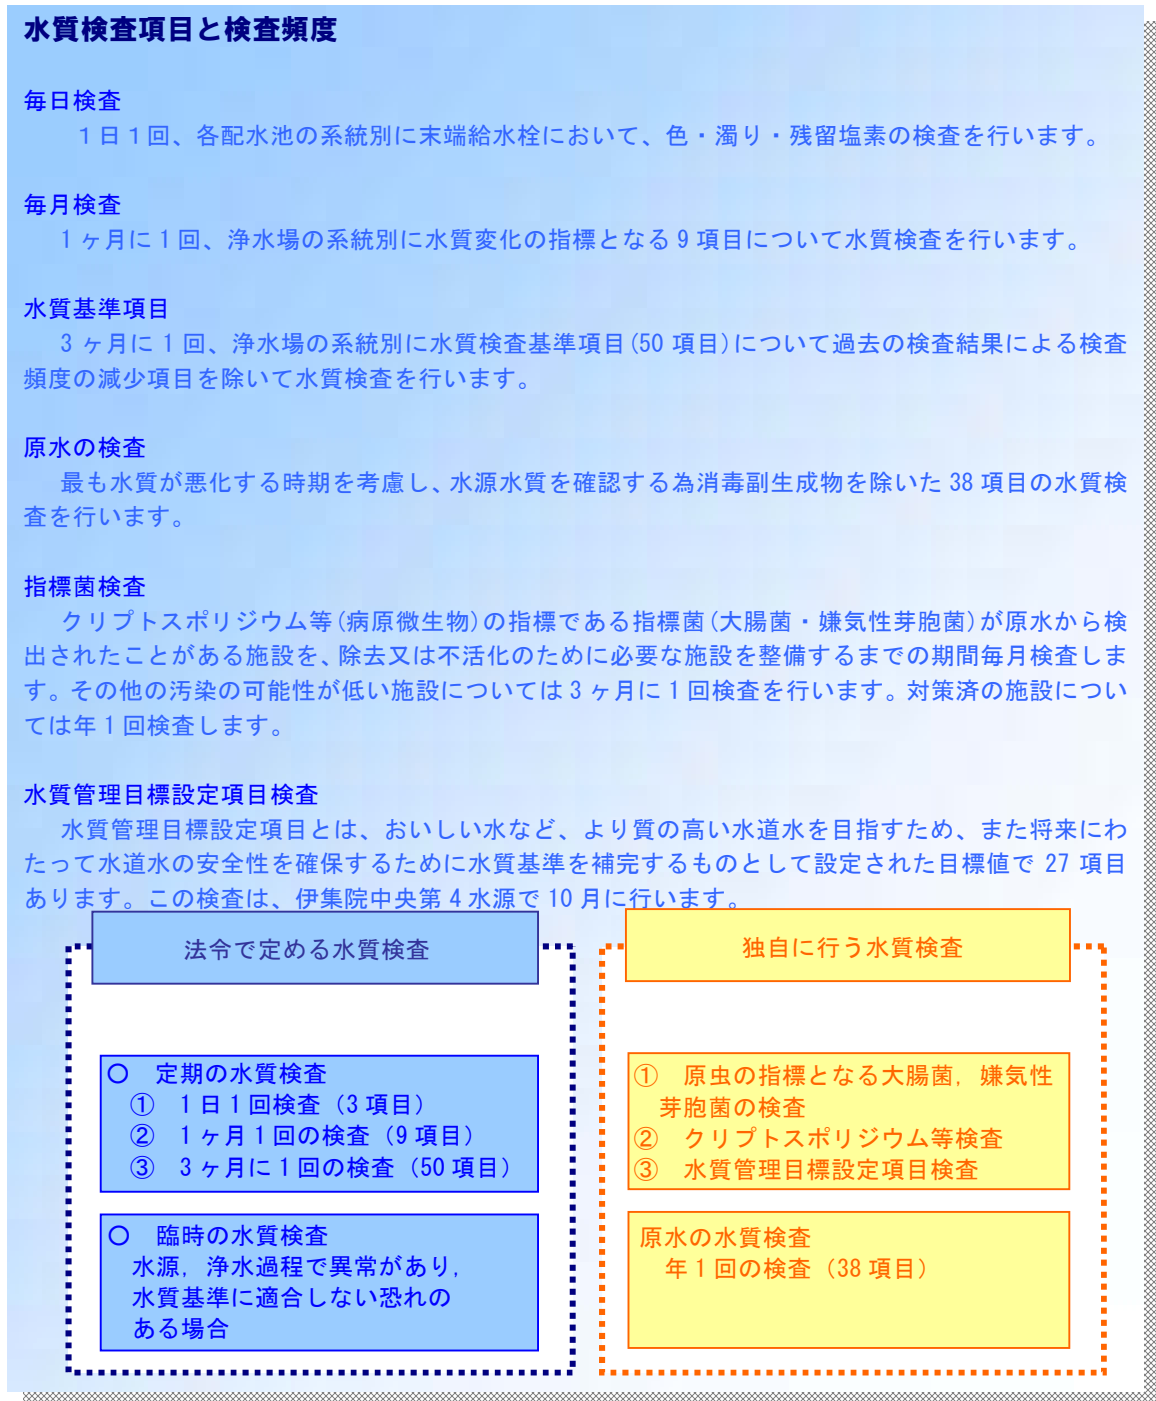 水質検査項目と検査頻度
毎日検査
1日1回、各配水池の系統別に末端給水栓において、色・濁り・残留塩素の検査を行います。
毎月検査
1ヶ月に1回、浄水場の系統別に水質変化の指標となる9項目について水質検査を行います。
水質基準項目
3ヶ月に1回、浄水場の系統別に水質検査基準項目(50項目)について過去の検査結果による検査
頻度の減少項目を除いて水質検査を行います。
原水の検査
最も水質が悪化する時期を考慮し、水源水質を確認する為消毒副生成物を除いた38項目の水質検
査を行います。
指標菌検査
クリプトスポリジウム等(病原微生物)の指標である指標菌(大腸菌・嫌気性芽胞菌)が原水から検
出されたことがある施設を、除去又は不活化のために必要な施設を整備するまでの期間毎月検査しま
す。その他の汚染の可能性が低い施設については3ヶ月に1回検査を行います。対策済の施設につい
ては年1回検査します。
水質管理目標設定項目検査
水質管理目標設定項目とは、おいしい水など、より質の高い水道水を目指すため、また将来にわ
たって水道水の安全性を確保するために水質基準を補完するものとして設定された目標値で27項目
あります。この検査は、伊集院中央第4水源で10月に行います。
法令で定める水質検査
○　定期の水質検査
①　1日1回検査（3項目）
②　1ヶ月1回の検査（9項目）
③　3ヶ月に1回の検査（50項目）
○　臨時の水質検査
水源，浄水過程で異常があり，
水質基準に適合しない恐れの
ある場合
独自に行う水質検査
①　原虫の指標となる大腸菌，嫌気性
芽胞菌の検査
②　クリプトスポリジウム等検査
③　水質管理目標設定項目検査
原水の水質検査
年1回の検査（38項目）